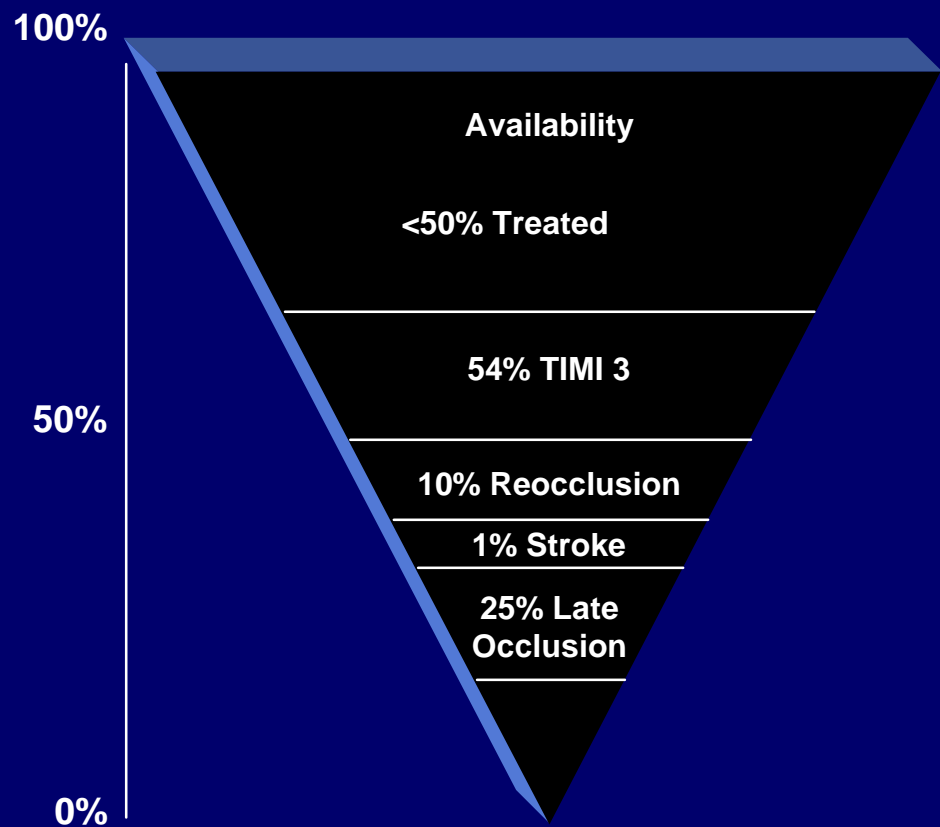 100%
Availability
<50% Treated
54% TIMI 3
50%
10% Reocclusion
1% Stroke
25% Late
Occlusion
0%